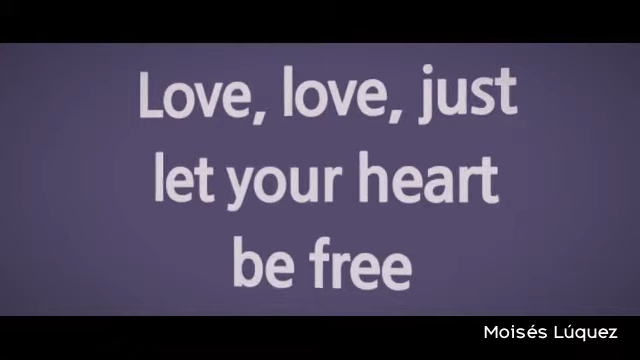 Love, love, just
let your heart
be free
Moisés Lúquez